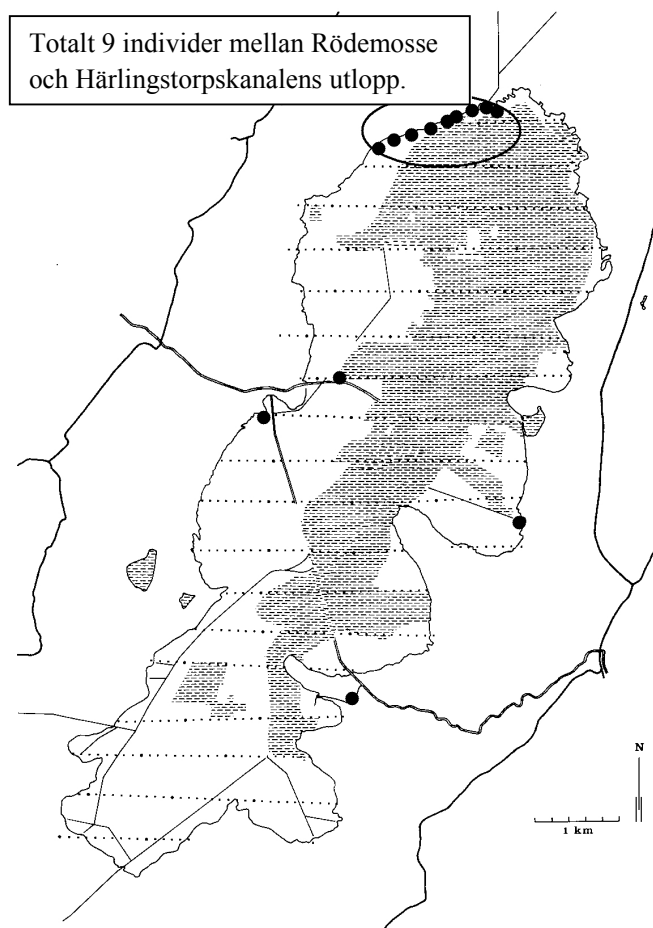 Totalt 9 individer mellan Rödemosse
och Härlingstorpskanalens utlopp.
N
1 km